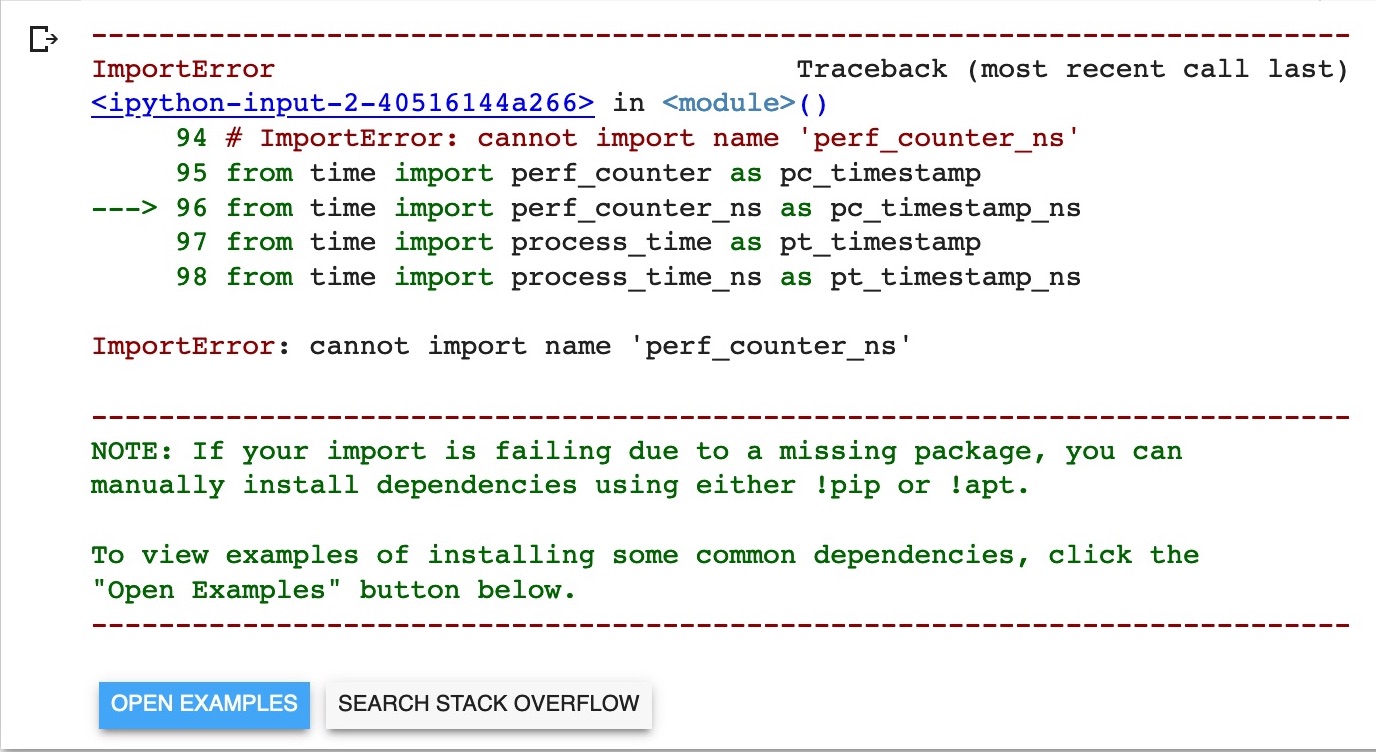 ---------------------------------------------------------------------------
ImportError                               Traceback (most recent call last)
<ipython-input-2-40516144a266> in <module>()
     94 # ImportError: cannot import name 'perf_counter_ns'
     95 from time import perf_counter as pc_timestamp
---> 96 from time import perf_counter_ns as pc_timestamp_ns
     97 from time import process_time as pt_timestamp
     98 from time import process_time_ns as pt_timestamp_ns
ImportError: cannot import name 'perf_counter_ns'
---------------------------------------------------------------------------
NOTE: If your import is failing due to a missing package, you can
manually install dependencies using either !pip or !apt.
To view examples of installing some common dependencies, click the
"Open Examples" button below.
---------------------------------------------------------------------------
OPEN EXAMPLES SEARCH STACK OVERFLOW